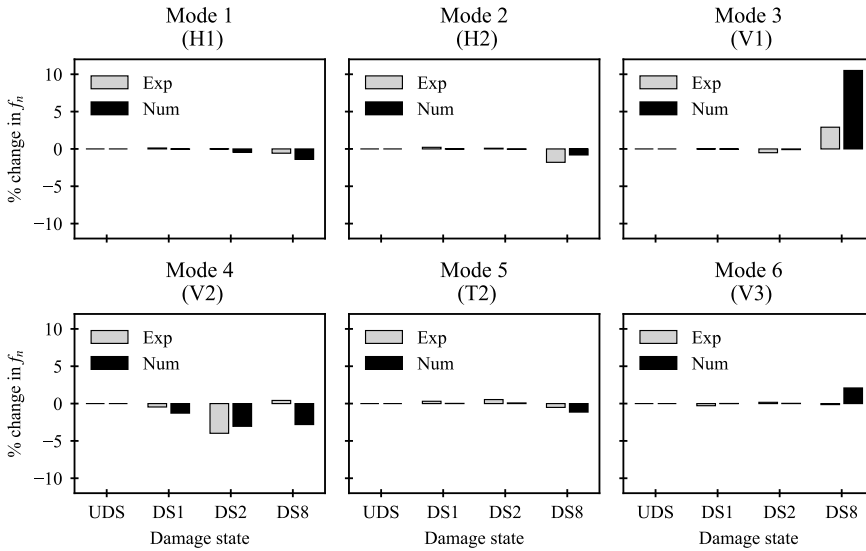 Mode 1
(H1)
Mode 2
(H2)
Mode 3
(V1)
% change in fn
10
5
0
−5
−10
Exp
Num
Exp
Num
Exp
Num
Mode 4
(V2)
Mode 5
(T2)
Mode 6
(V3)
% change in fn
10
5
0
−5
−10
Exp
Num
Exp
Num
Exp
Num
UDS DS1 DS2 DS8
Damage state
UDS DS1 DS2 DS8
Damage state
UDS DS1 DS2 DS8
Damage state